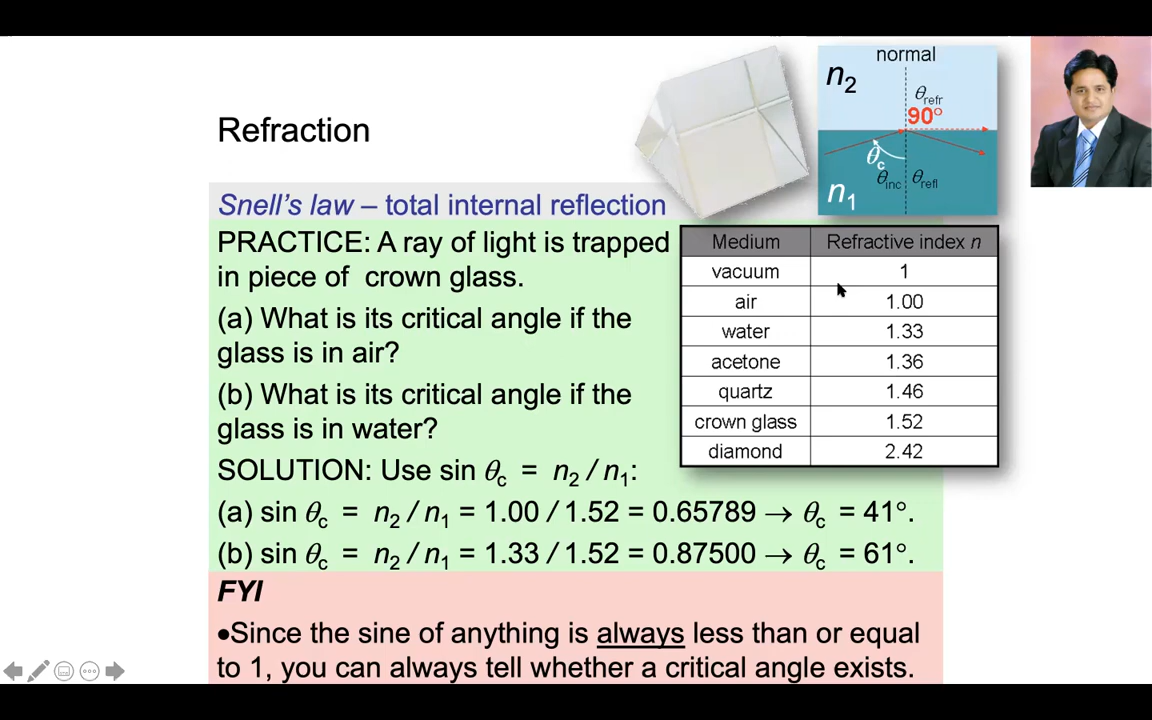 Refraction
normal
n₂
θrefr
90°
θc
θinc θrefl
n₁
Snell's law – total internal reflection
PRACTICE: A ray of light is trapped
in piece of crown glass.
(a) What is its critical angle if the
glass is in air?
(b) What is its critical angle if the
glass is in water?
SOLUTION: Use sin θc = n₂ / n₁:
(a) sin θc = n₂ / n₁ = 1.00 / 1.52 = 0.65789 → θc = 41°.
(b) sin θc = n₂ / n₁ = 1.33 / 1.52 = 0.87500 → θc = 61°.
Medium Refractive index n
vacuum 1
air 1.00
water 1.33
acetone 1.36
quartz 1.46
crown glass 1.52
diamond 2.42
FYI
•Since the sine of anything is always less than or equal
to 1, you can always tell whether a critical angle exists.